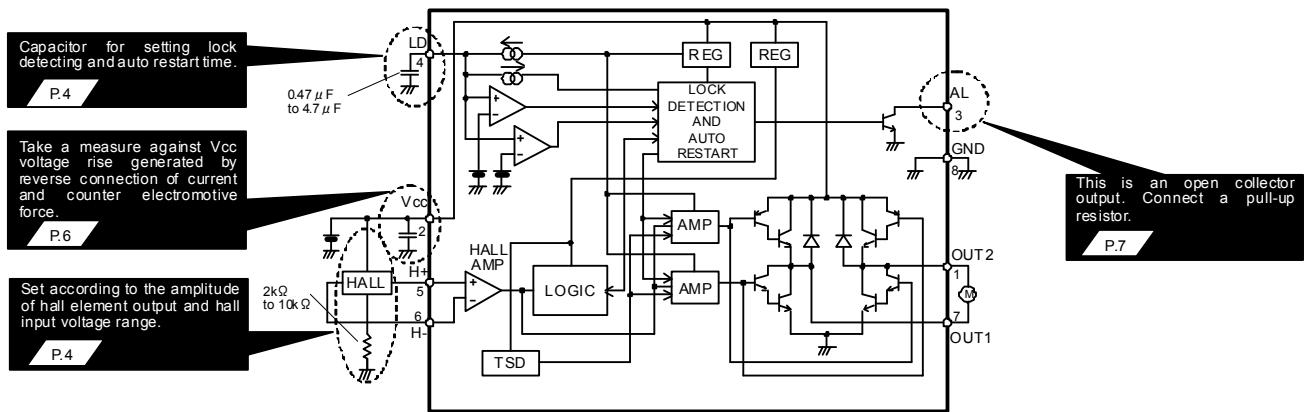 Capacitor for setting lock
detecting and auto restart time.
P.4
Take a measure against Vcc
voltage rise generated by
reverse connection of current
and counter electromotive
force.
P.6
Set according to the amplitude
of hall element output and hall
input voltage range.
P.4
LD
4
0.47μF
to 4.7μF
Vcc
2
HALL
2kΩ
to 10kΩ
H+
5
6
H-
HALL
AMP
+
-
+
-
+
-
REG
REG
LOCK
DETECTION
AND
AUTO
RESTART
LOGIC
TSD
AMP
AMP
AL
3
GND
8
OUT2
1
M
7
OUT1
This is an open collector
output. Connect a pull-up
resistor.
P.7